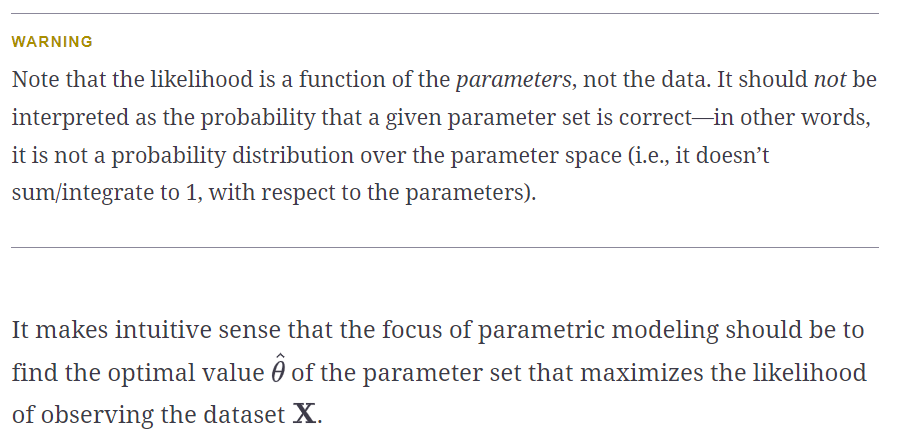 WARNING
Note that the likelihood is a function of the parameters, not the data. It should not be
interpreted as the probability that a given parameter set is correct—in other words,
it is not a probability distribution over the parameter space (i.e., it doesn’t
sum/integrate to 1, with respect to the parameters).
It makes intuitive sense that the focus of parametric modeling should be to
find the optimal value θ̂ of the parameter set that maximizes the likelihood
of observing the dataset X.